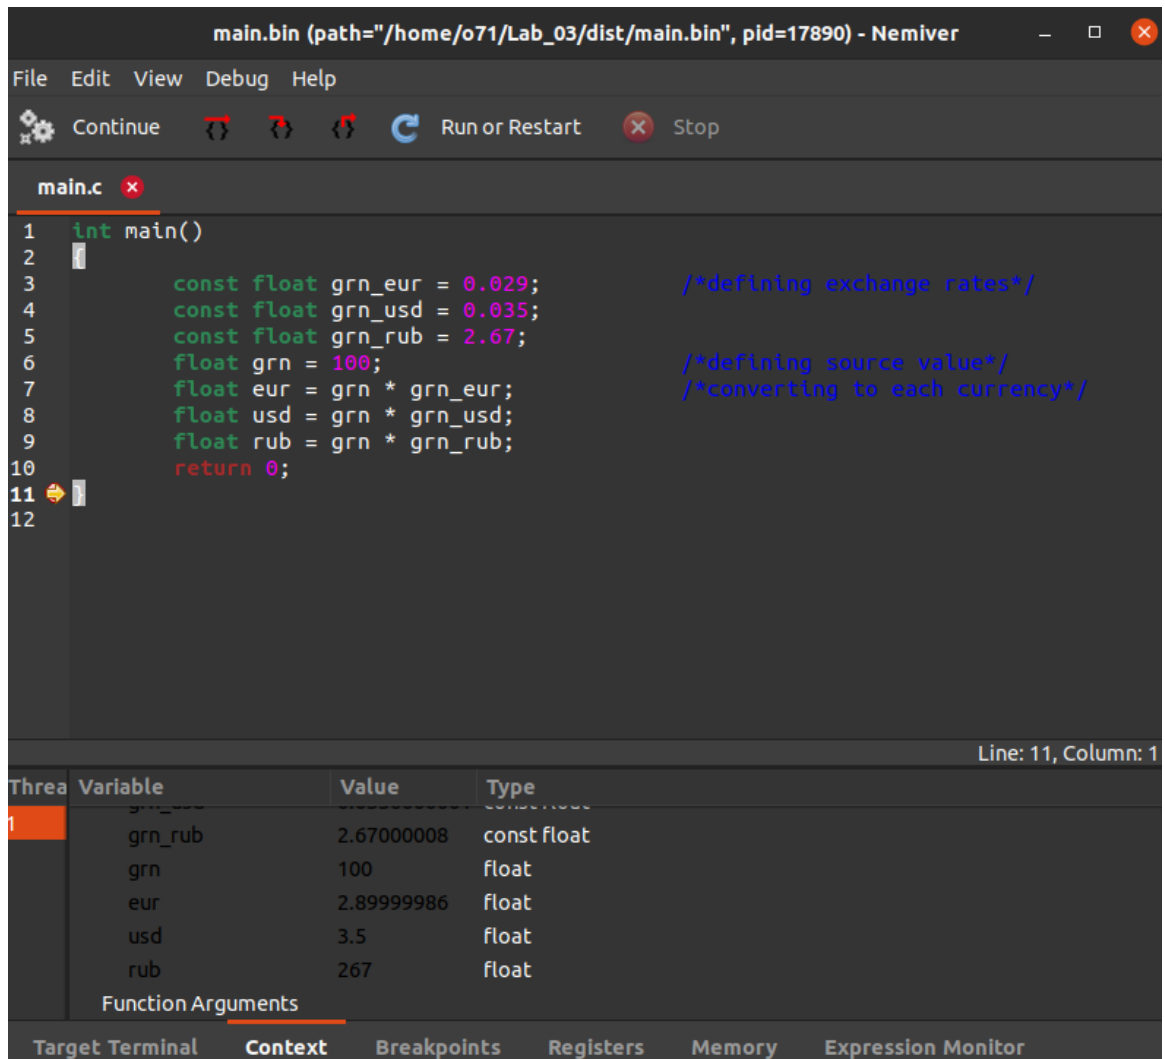 main.bin (path="/home/o71/Lab_03/dist/main.bin", pid=17890) - Nemiver
File Edit View Debug Help
Continue Run or Restart Stop
main.c
1 int main()
2 {
3 const float grn_eur = 0.029; /*defining exchange rates*/
4 const float grn_usd = 0.035;
5 const float grn_rub = 2.67;
6 float grn = 100; /*defining source value*/
7 float eur = grn * grn_eur; /*converting to each currency*/
8 float usd = grn * grn_usd;
9 float rub = grn * grn_rub;
10 return 0;
11 }
12
Line: 11, Column: 1
Threa Variable Value Type
1
grn_rub 2.67000008 const float
grn 100 float
eur 2.89999986 float
usd 3.5 float
rub 267 float
Function Arguments
Target Terminal Context Breakpoints Registers Memory Expression Monitor